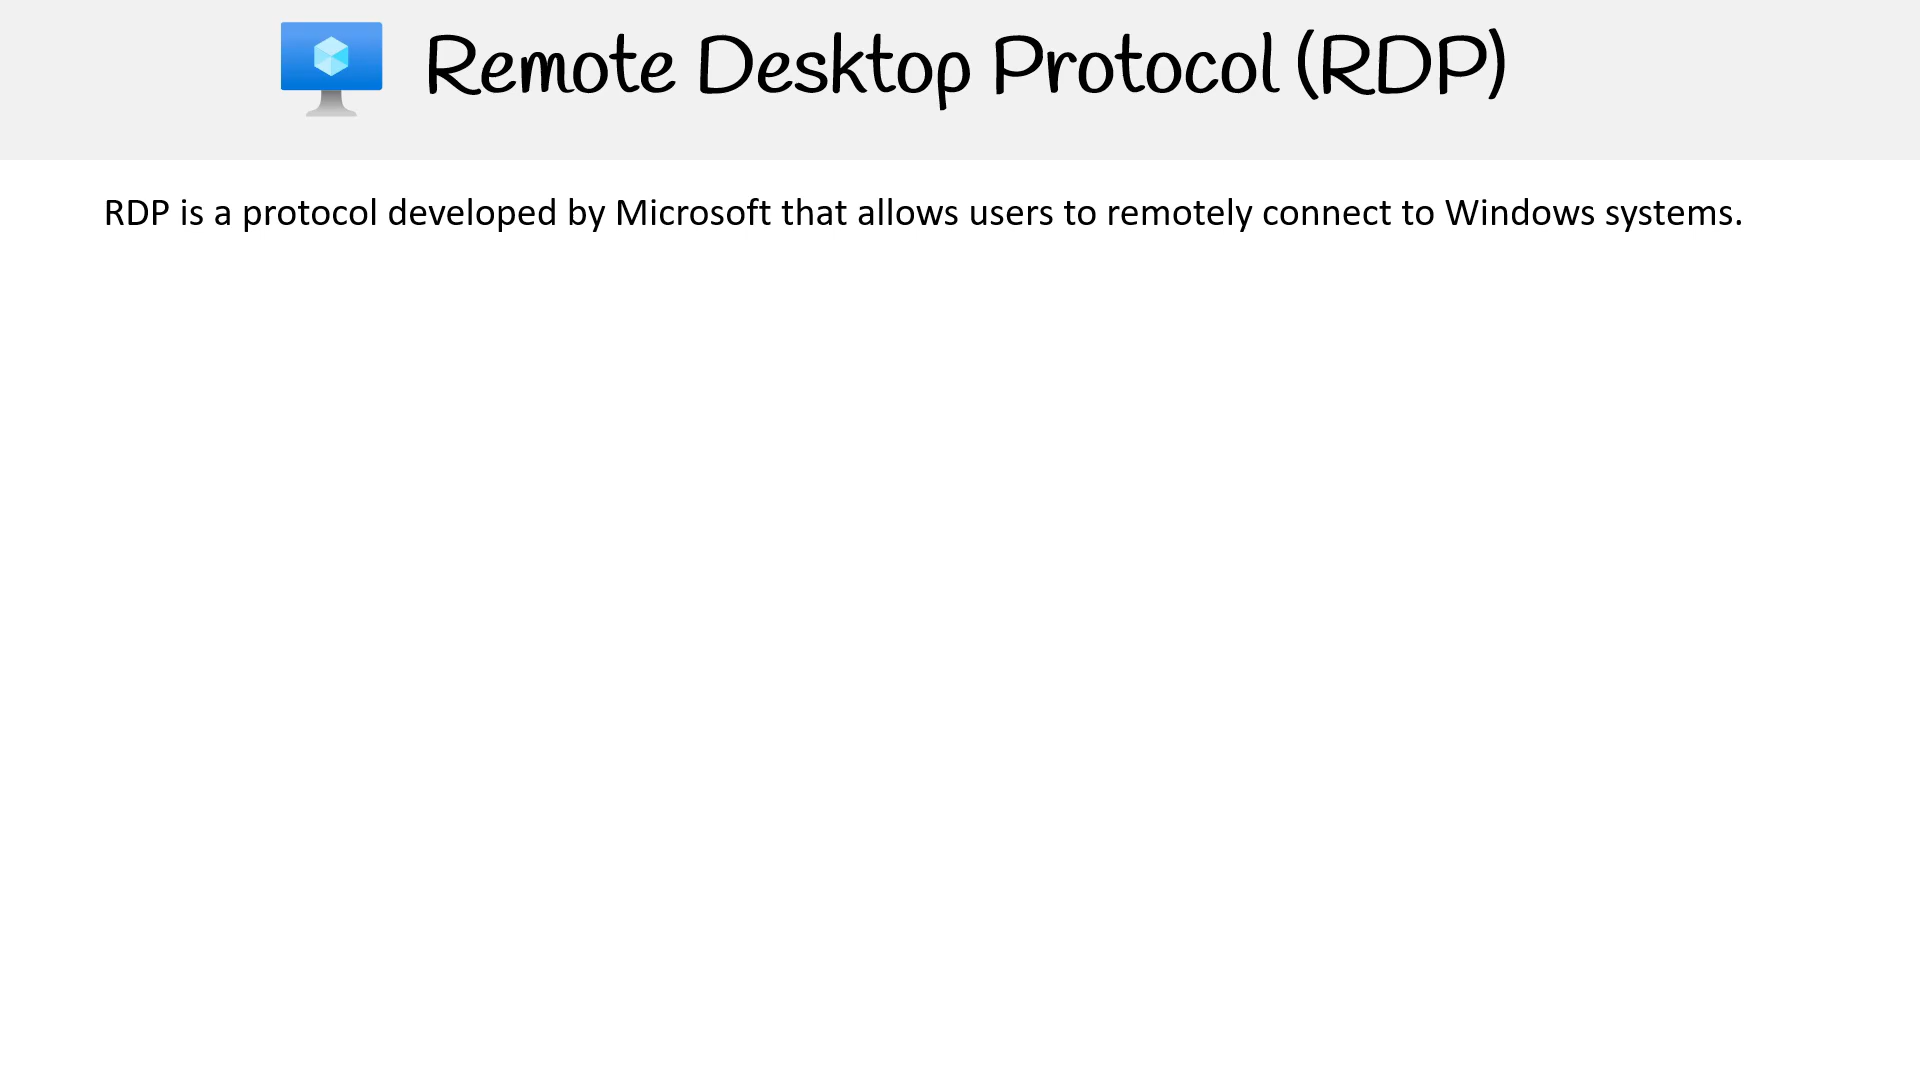 Remote Desktop Protocol (RDP)
RDP is a protocol developed by Microsoft that allows users to remotely connect to Windows systems.